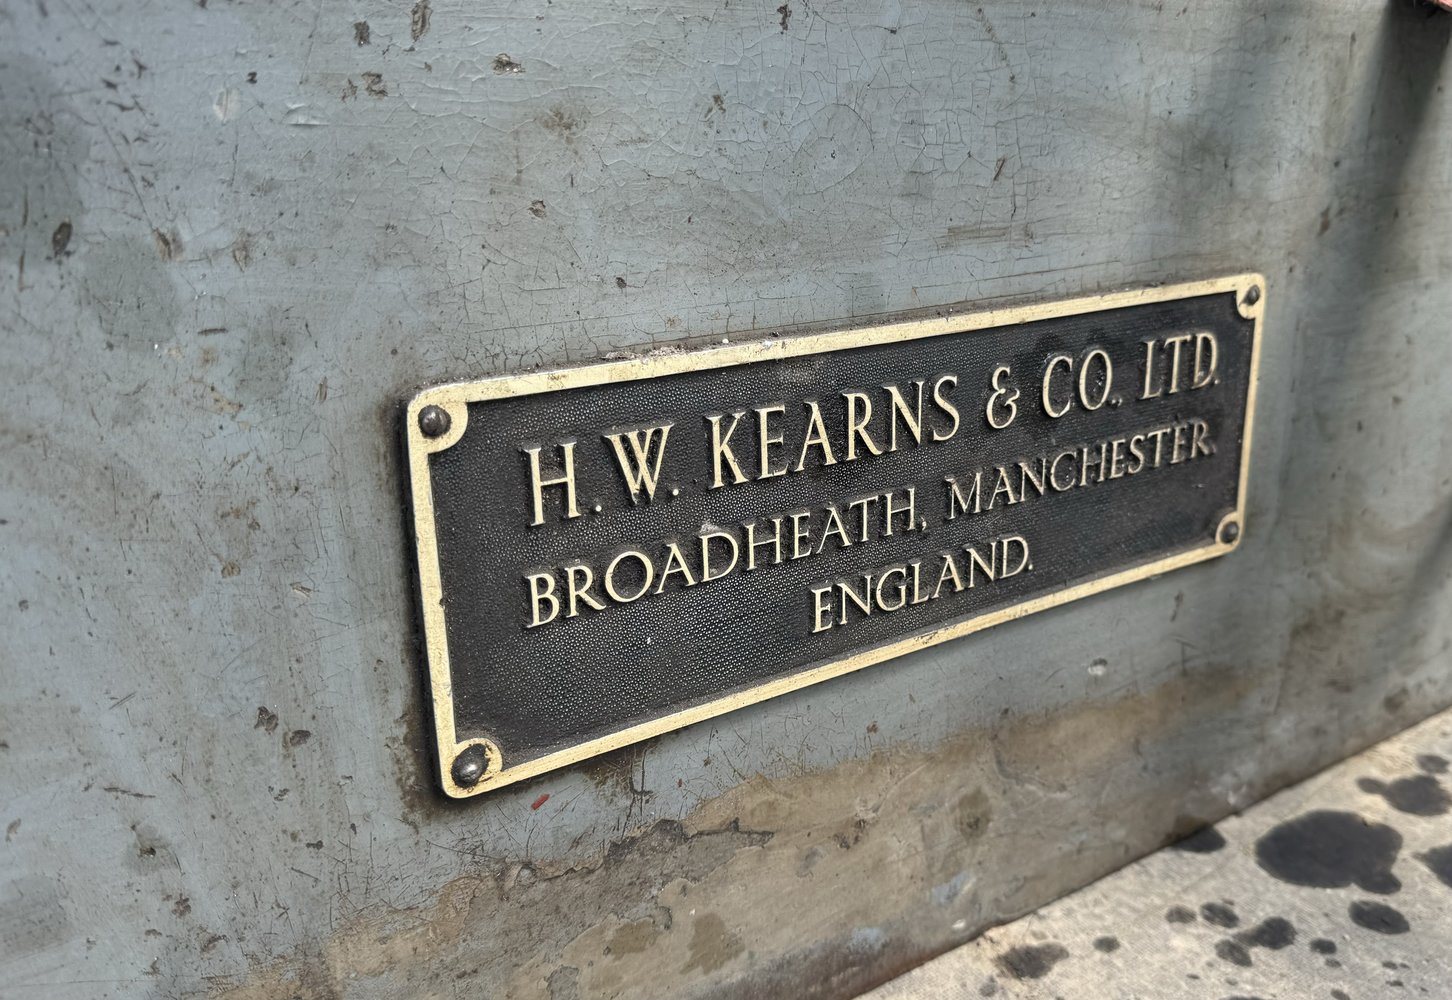 H. W. KEARNS & CO., LTD.
BROADHEATH, MANCHESTER.
ENGLAND.